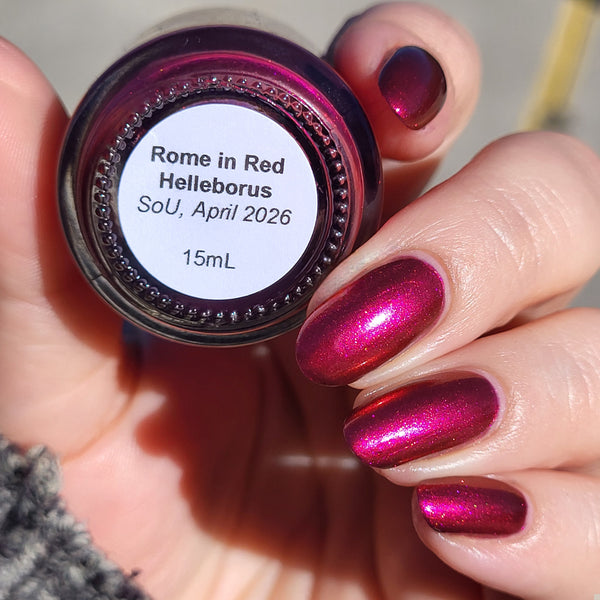 Rome in Red
Helleborus
SoU, April 2026
15mL